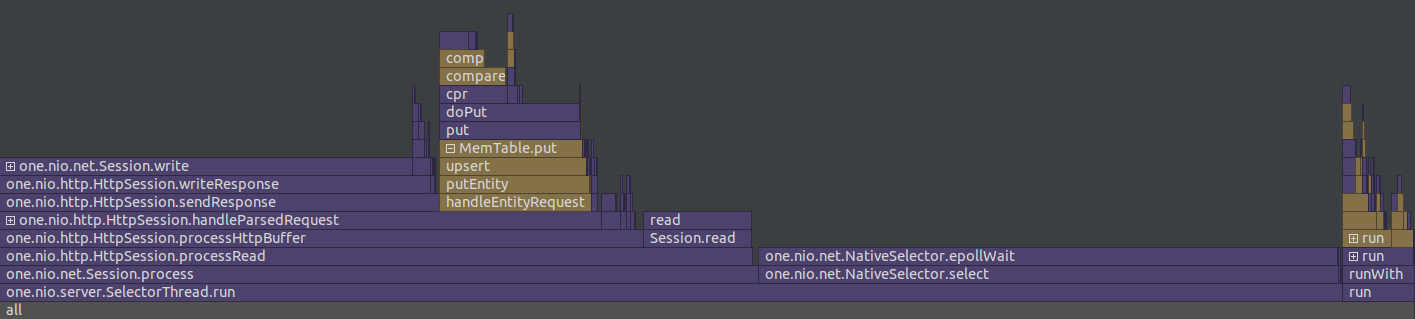 comp
compare
cpr
doPut
put
MemTable.put
one.nio.net.Session.write
upsert
one.nio.http.HttpSession.writeResponse
putEntity
one.nio.http.HttpSession.sendResponse
handleEntityRequest
one.nio.http.HttpSession.handleParsedRequest
read
one.nio.http.HttpSession.processHttpBuffer
Session.read
run
one.nio.http.HttpSession.processRead
one.nio.net.NativeSelector.epollWait
run
one.nio.net.Session.process
one.nio.net.NativeSelector.select
runWith
one.nio.server.SelectorThread.run
run
all